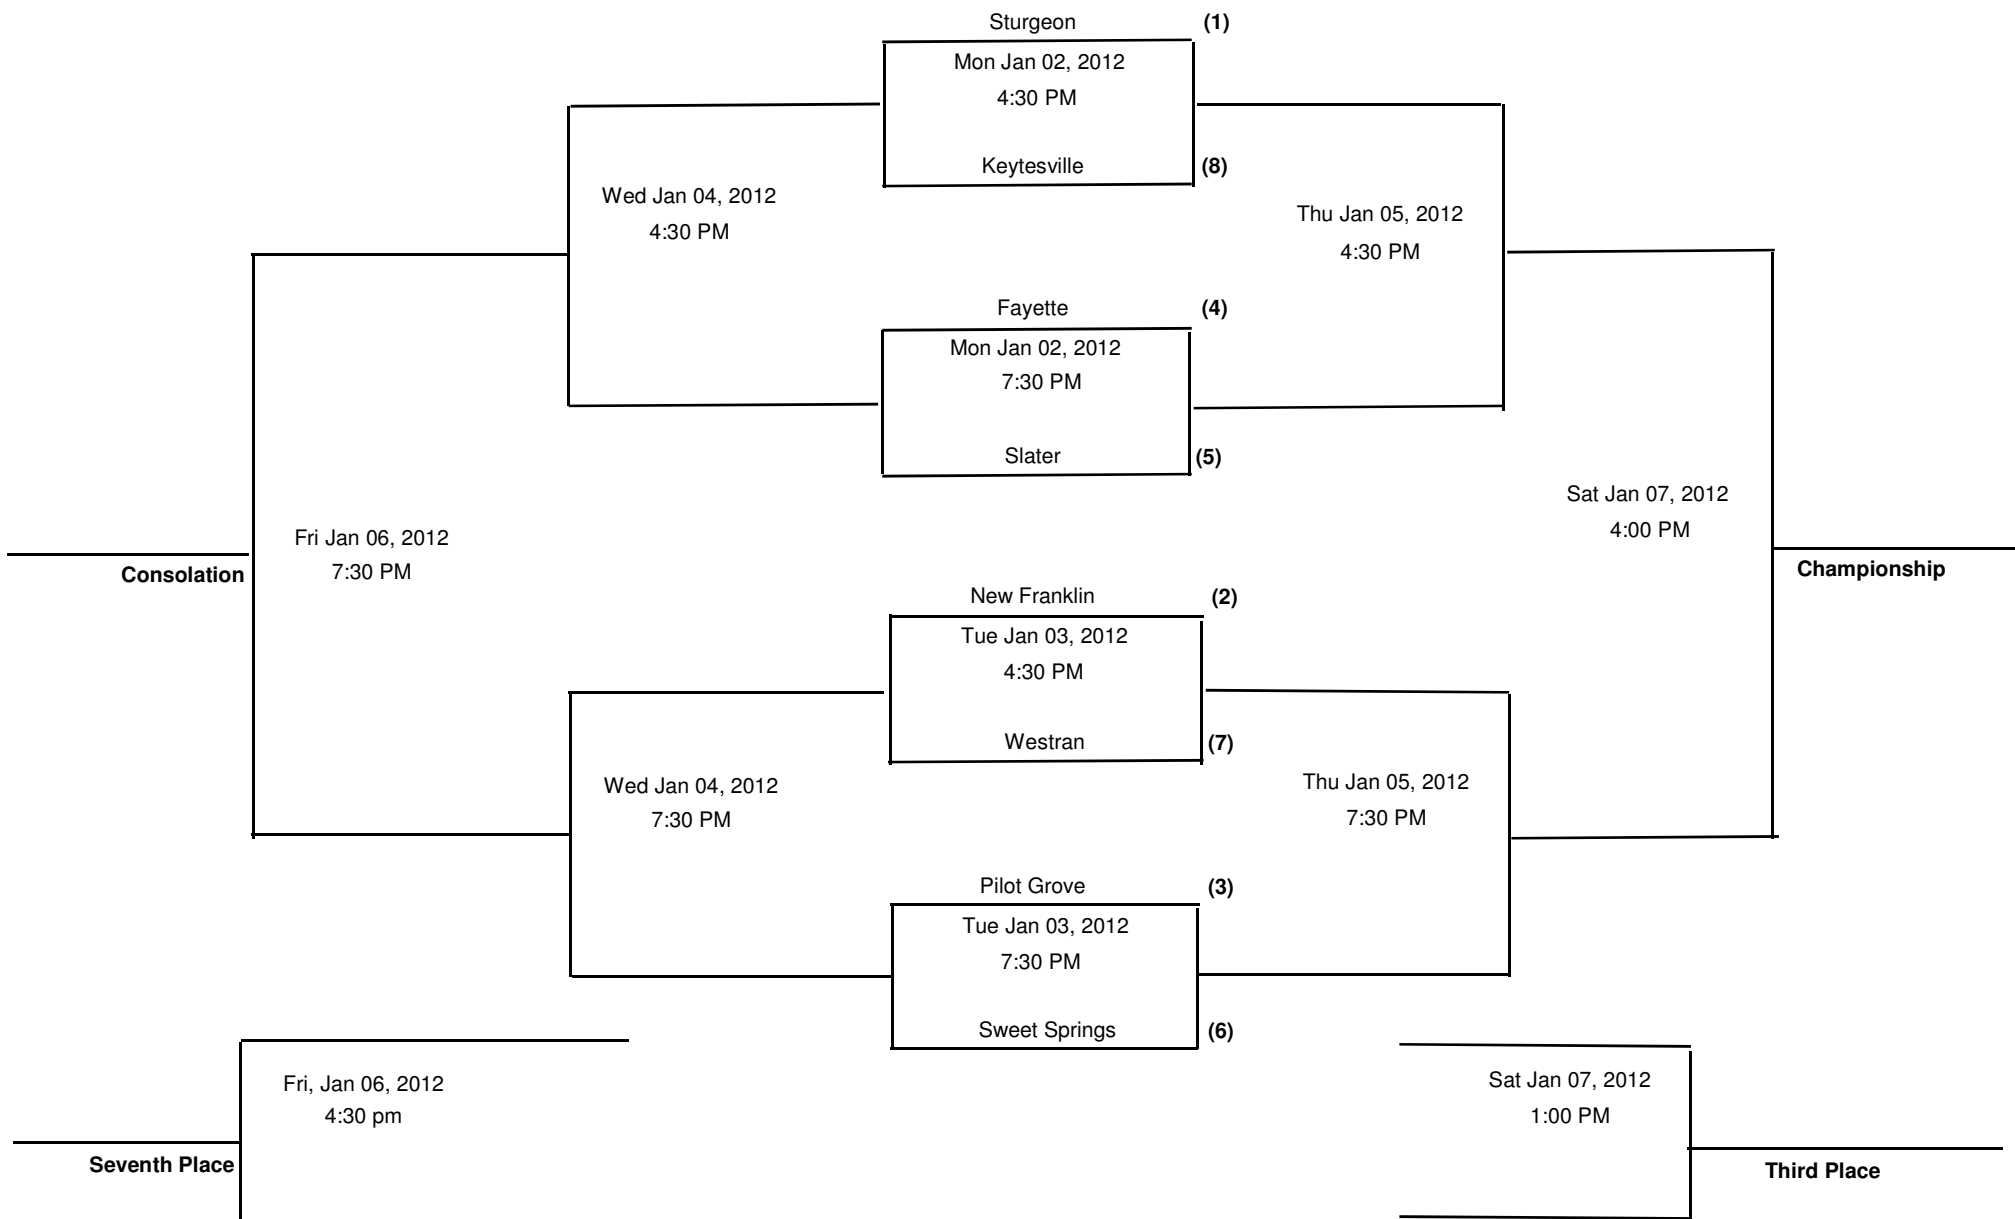 Sturgeon (1)
Mon Jan 02, 2012
4:30 PM
Keytesville (8)
Wed Jan 04, 2012
4:30 PM
Thu Jan 05, 2012
4:30 PM
Fayette (4)
Mon Jan 02, 2012
7:30 PM
Slater (5)
Sat Jan 07, 2012
4:00 PM
Fri Jan 06, 2012
7:30 PM
Consolation
Championship
New Franklin (2)
Tue Jan 03, 2012
4:30 PM
Westran (7)
Wed Jan 04, 2012
7:30 PM
Thu Jan 05, 2012
7:30 PM
Pilot Grove (3)
Tue Jan 03, 2012
7:30 PM
Sweet Springs (6)
Fri, Jan 06, 2012
4:30 pm
Sat Jan 07, 2012
1:00 PM
Seventh Place
Third Place